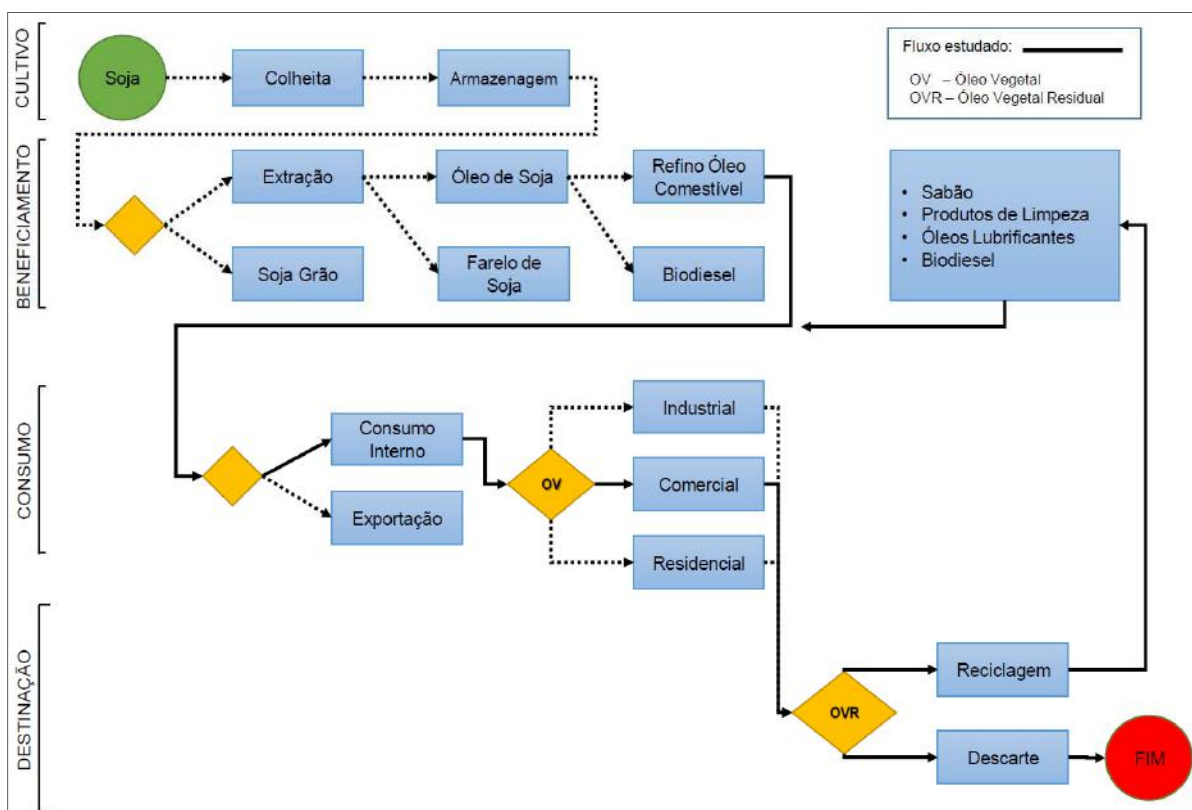 CULTIVO
Soja
Colheita
Armazenagem
Fluxo estudado:
OV – Óleo Vegetal
OVR – Óleo Vegetal Residual
BENEFICIAMENTO
Extração
Óleo de Soja
Refino Óleo
Comestível
Soja Grão
Farelo de
Soja
Biodiesel
• Sabão
• Produtos de Limpeza
• Óleos Lubrificantes
• Biodiesel
CONSUMO
Consumo
Interno
Exportação
OV
Industrial
Comercial
Residencial
DESTINAÇÃO
OVR
Reciclagem
Descarte
FIM